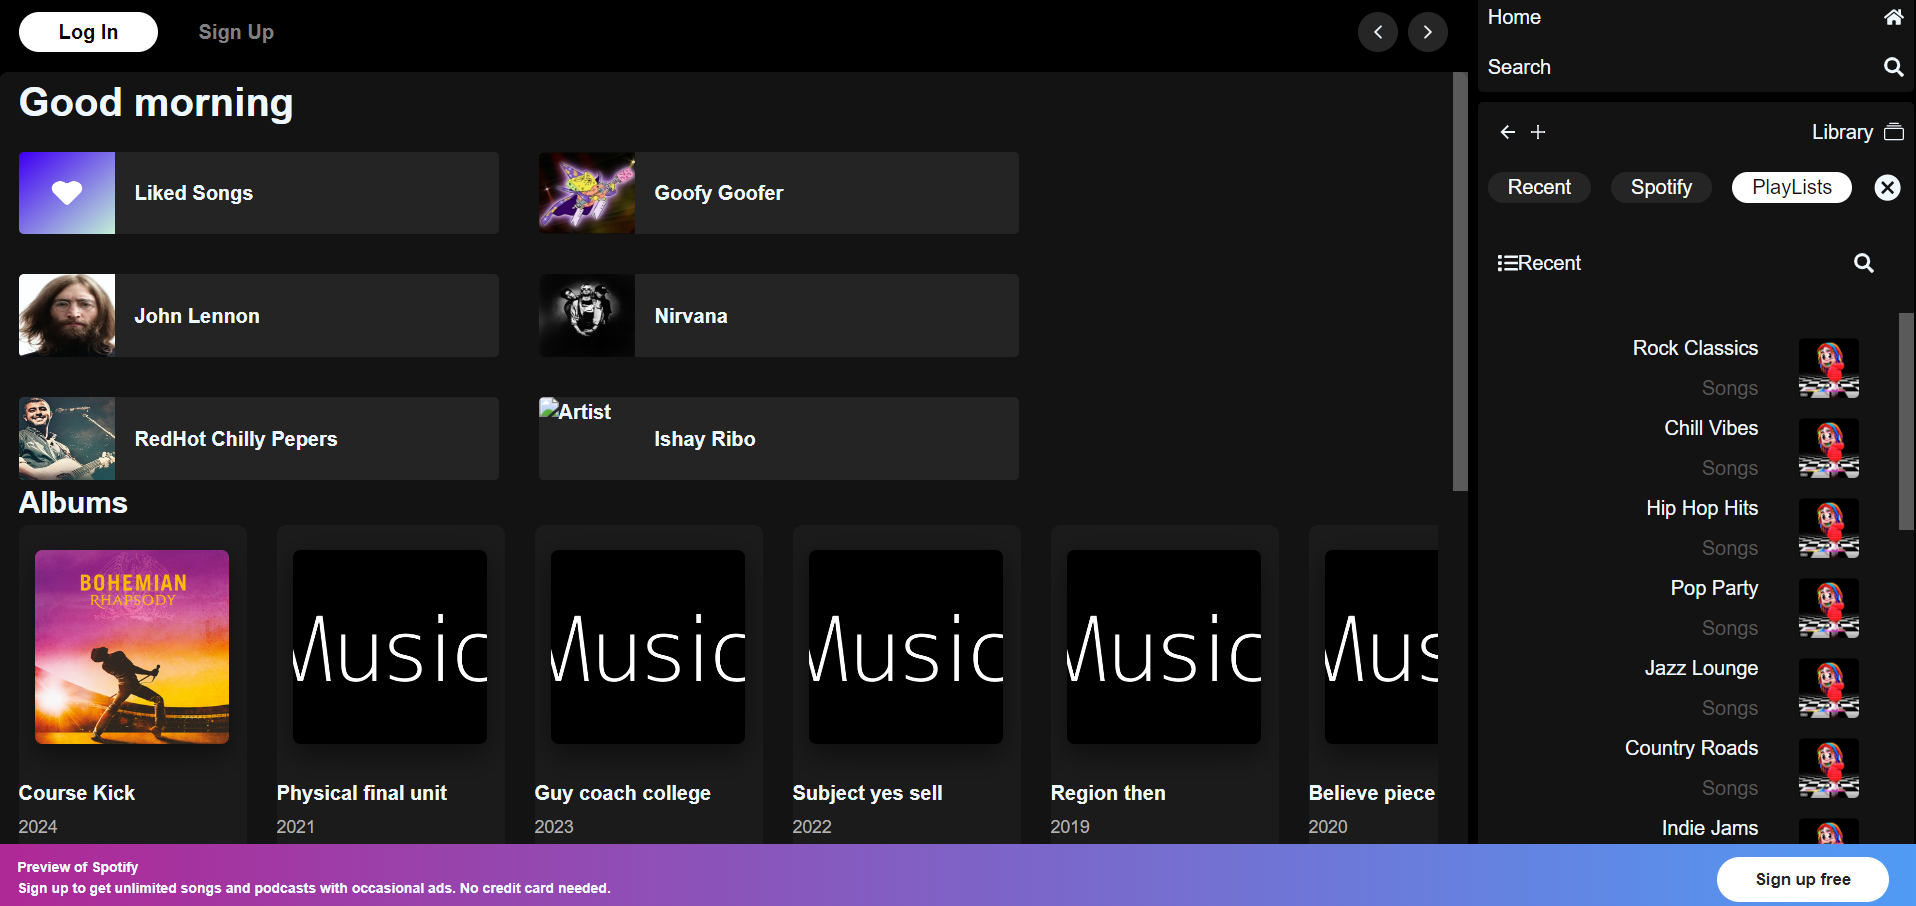 Log In
Sign Up
Good morning
Liked Songs
Goofy Goofer
John Lennon
Nirvana
RedHot Chilly Pepers
Artist
Ishay Ribo
Albums
BOHEMIAN
RHAPSODY
Music
Music
Music
Music
Mus
Course Kick
Physical final unit
Guy coach college
Subject yes sell
Region then
Believe piece
2024
2021
2023
2022
2019
2020
Home
Search
Library
Recent
Spotify
PlayLists
Recent
Rock Classics
Songs
Chill Vibes
Songs
Hip Hop Hits
Songs
Pop Party
Songs
Jazz Lounge
Songs
Country Roads
Songs
Indie Jams
Preview of Spotify
Sign up to get unlimited songs and podcasts with occasional ads. No credit card needed.
Sign up free